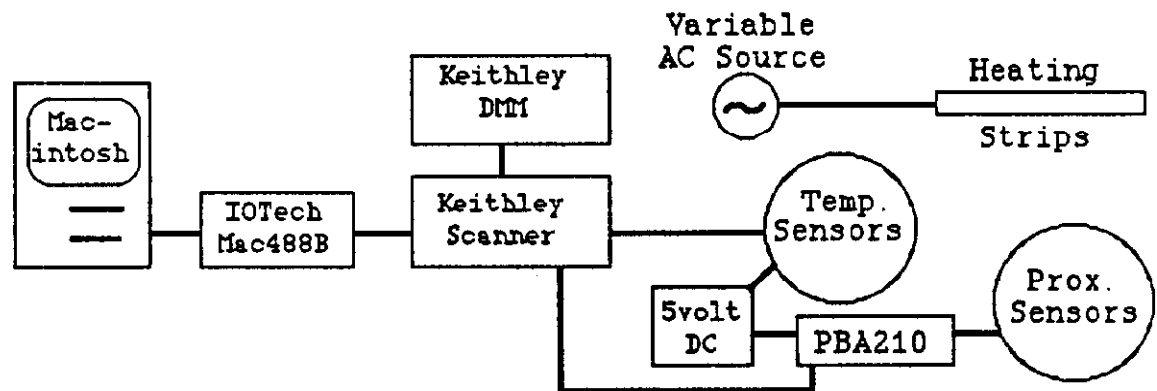 Variable
AC Source
Keithley
DMM
Heating
Strips
Mac-
intosh
IOTech
Mac488B
Keithley
Scanner
Temp.
Sensors
5volt
DC
PBA210
Prox.
Sensors